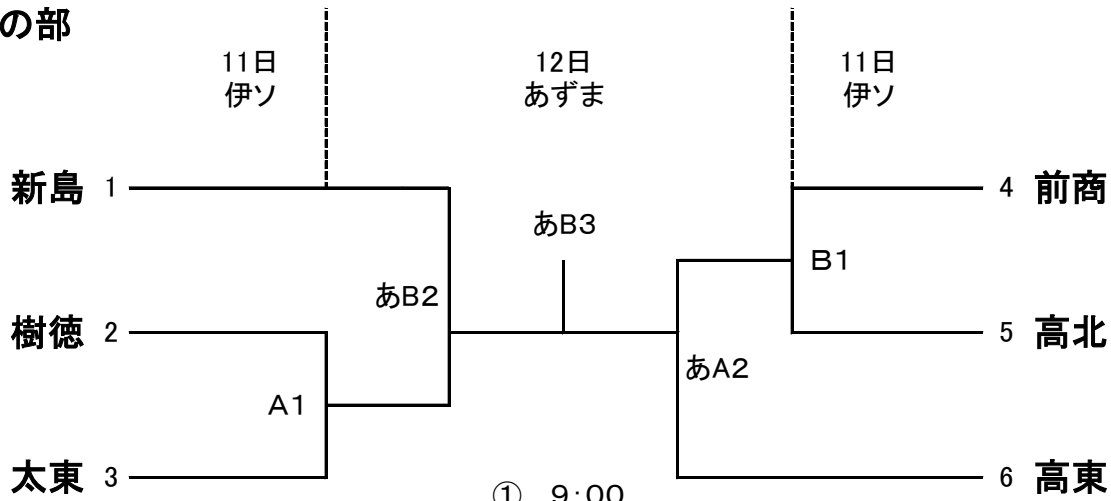 の部
11日 12日 11日
伊ソ あずま 伊ソ
新島 1 4 前商
あB3
B1
あB2
樹徳 2 5 高北
あA2
A1
太東 3 6 高東
① 9:00